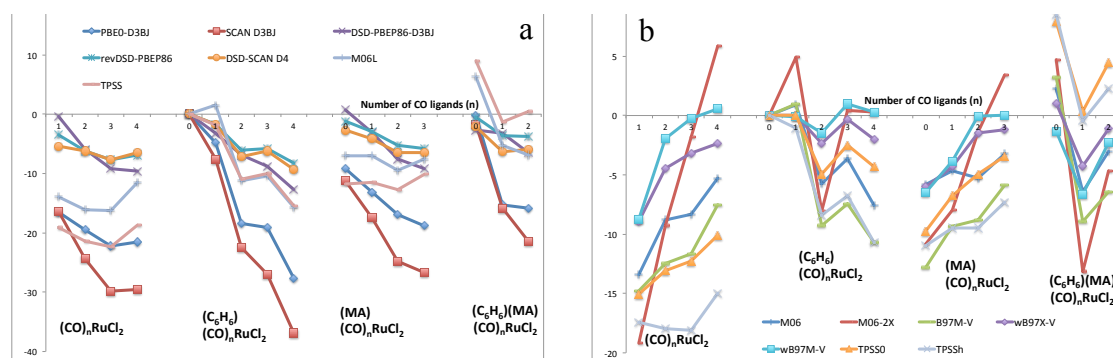 a
PBE0-D3BJ SCAN D3BJ DSD-PBEP86-D3BJ
revDSD-PBEP86 DSD-SCAN D4 M06L
TPSS
10
0
-10
-20
-30
-40
Number of CO ligands (n)
1 2 3 4 0 1 2 3 4 0 1 2 3 0 1 2
(CO)nRuCl2
(C6H6)
(CO)nRuCl2
(MA)
(CO)nRuCl2
(C6H6)(MA)
(CO)nRuCl2
b
5
0
-5
-10
-15
-20
Number of CO ligands (n)
1 2 3 4 0 1 2 3 4 0 1 2 3 0 1 2
(CO)nRuCl2
(C6H6)
(CO)nRuCl2
(MA)
(CO)nRuCl2
(C6H6)(MA)
(CO)nRuCl2
M06 M06-2X B97M-V wB97X-V
wB97M-V TPSS0 TPSSh